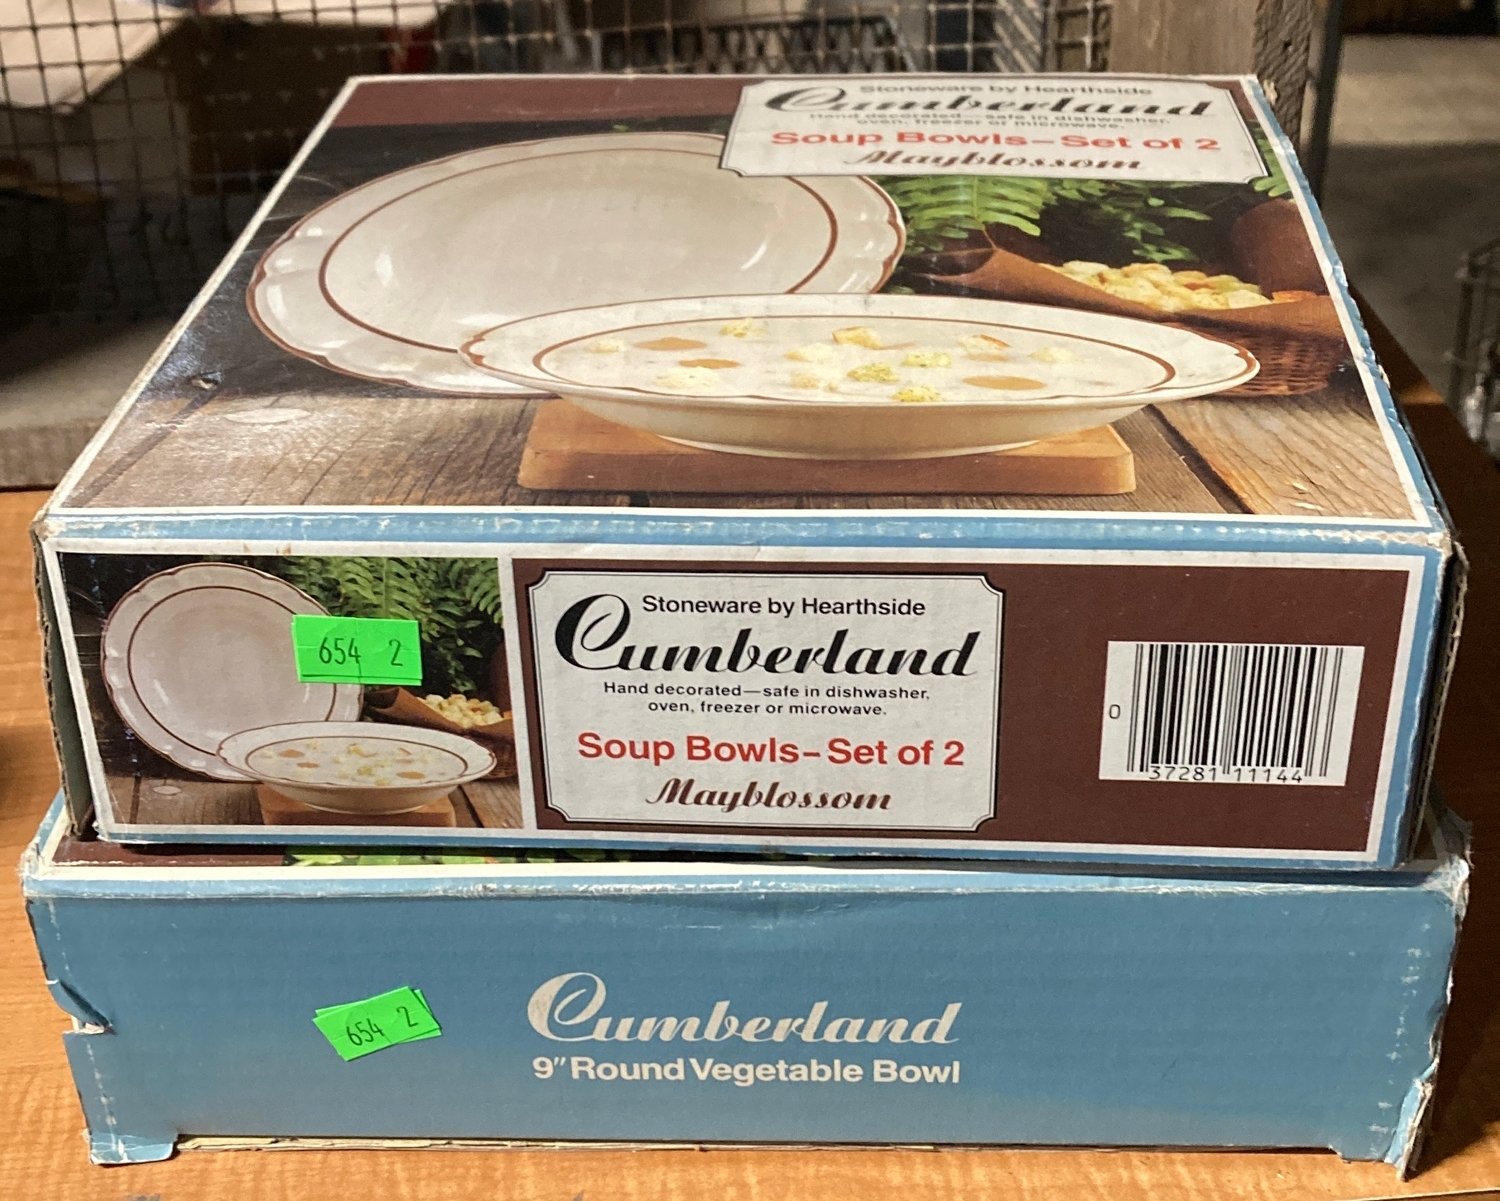 Stoneware by Hearthside
Cumberland
Hand decorated—safe in dishwasher,
oven, freezer or microwave.
Soup Bowls–Set of 2
Mayblossom
654 2
Stoneware by Hearthside
Cumberland
Hand decorated—safe in dishwasher,
oven, freezer or microwave.
Soup Bowls–Set of 2
Mayblossom
0 37281 11144
654 2
Cumberland
9" Round Vegetable Bowl